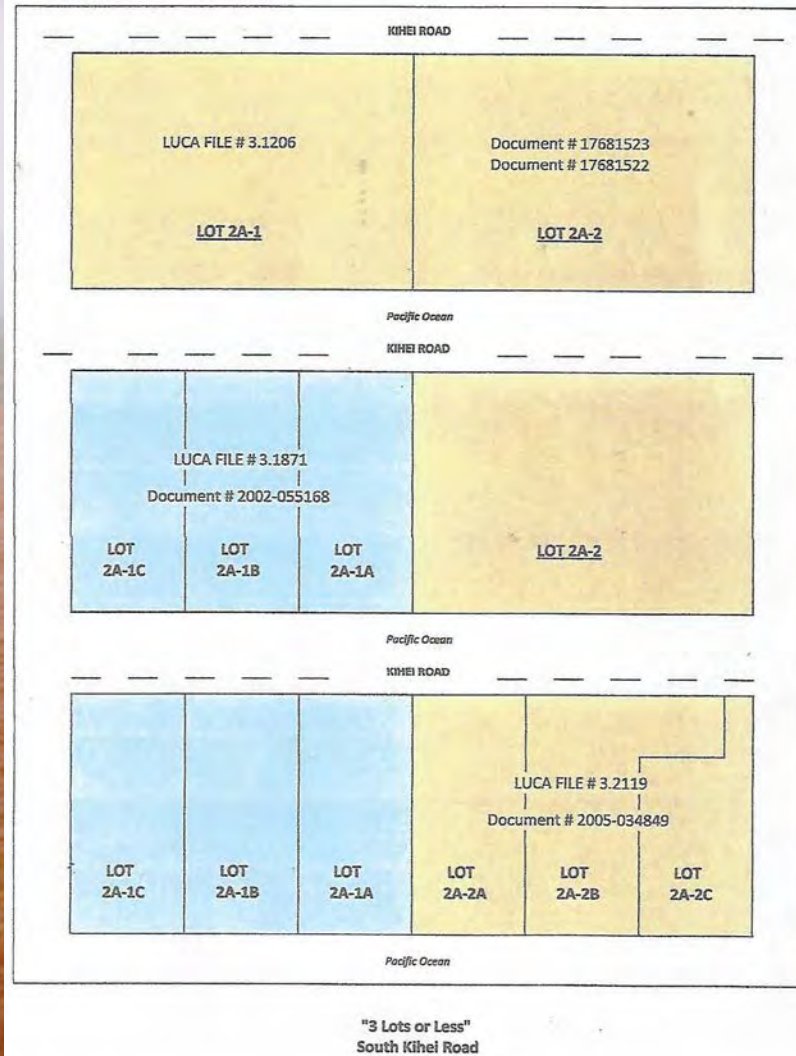 KIHEI ROAD
LUCA FILE # 3.1206
Document # 17681523
Document # 17681522
LOT 2A-1
LOT 2A-2
Pacific Ocean
KIHEI ROAD
LUCA FILE # 3.1871
Document # 2002-055168
LOT
2A-1C
LOT
2A-1B
LOT
2A-1A
LOT 2A-2
Pacific Ocean
KIHEI ROAD
LUCA FILE # 3.2119
Document # 2005-034849
LOT
2A-1C
LOT
2A-1B
LOT
2A-1A
LOT
2A-2A
LOT
2A-2B
LOT
2A-2C
Pacific Ocean
"3 Lots or Less"
South Kihei Road